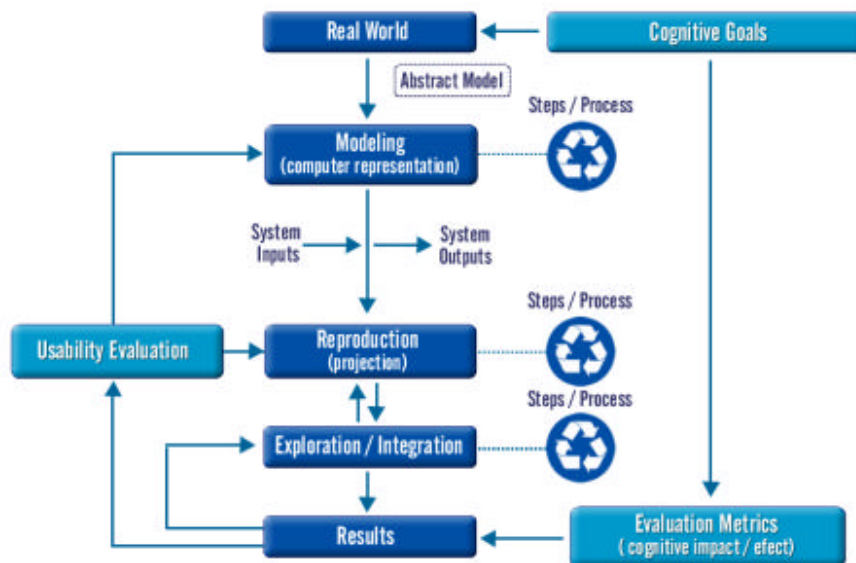 Real World
Cognitive Goals
Abstract Model
Steps / Process
Modeling
(computer representation)
System
Inputs
System
Outputs
Steps / Process
Usability Evaluation
Reproduction
(projection)
Steps / Process
Exploration / Integration
Evaluation Metrics
( cognitive impact / efect)
Results